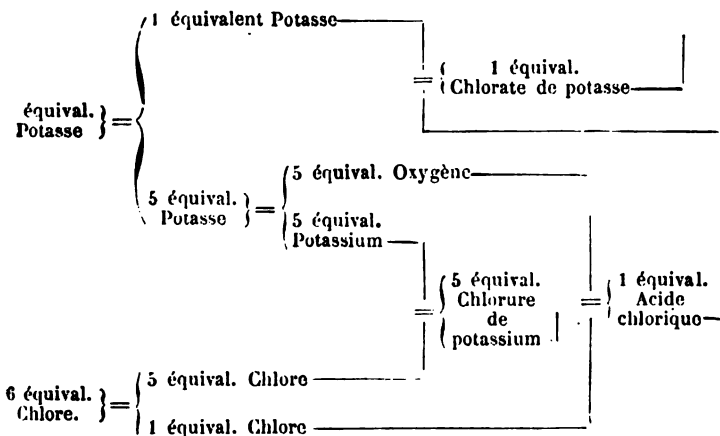 1 équivalent Potasse
1 équival.
Chlorate de potasse
équival.
Potasse
5 équival. Oxygène
5 équival.
Potasse
5 équival.
Potassium
5 équival.
Chlorure
de
potassium
1 équival.
Acide
chlorique
5 équival. Chlore
6 équival.
Chlore.
1 équival. Chlore